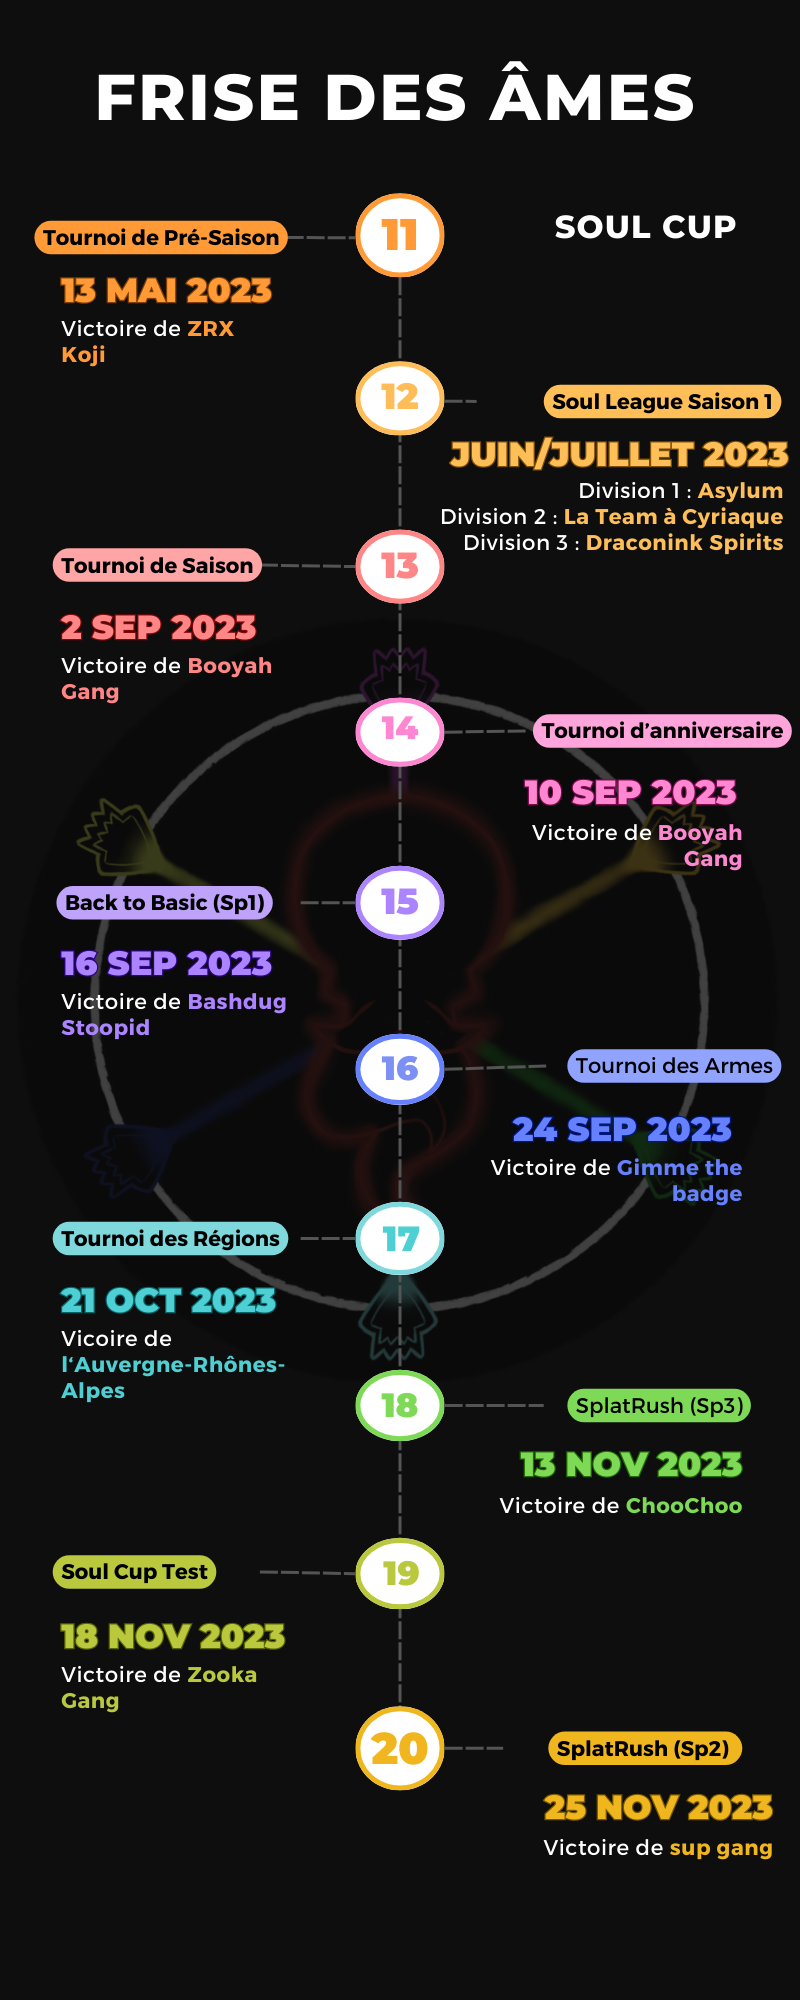 FRISE DES ÂMES
SOUL CUP
11
Tournoi de Pré-Saison
13 MAI 2023
Victoire de ZRX
Koji
12
Soul League Saison 1
JUIN/JUILLET 2023
Division 1 : Asylum
Division 2 : La Team à Cyriaque
Division 3 : Draconink Spirits
13
Tournoi de Saison
2 SEP 2023
Victoire de Booyah
Gang
14
Tournoi d’anniversaire
10 SEP 2023
Victoire de Booyah
Gang
15
Back to Basic (Sp1)
16 SEP 2023
Victoire de Bashdug
Stoopid
16
Tournoi des Armes
24 SEP 2023
Victoire de Gimme the
badge
17
Tournoi des Régions
21 OCT 2023
Vicoire de
l‘Auvergne-Rhônes-
Alpes
18
SplatRush (Sp3)
13 NOV 2023
Victoire de ChooChoo
19
Soul Cup Test
18 NOV 2023
Victoire de Zooka
Gang
20
SplatRush (Sp2)
25 NOV 2023
Victoire de sup gang